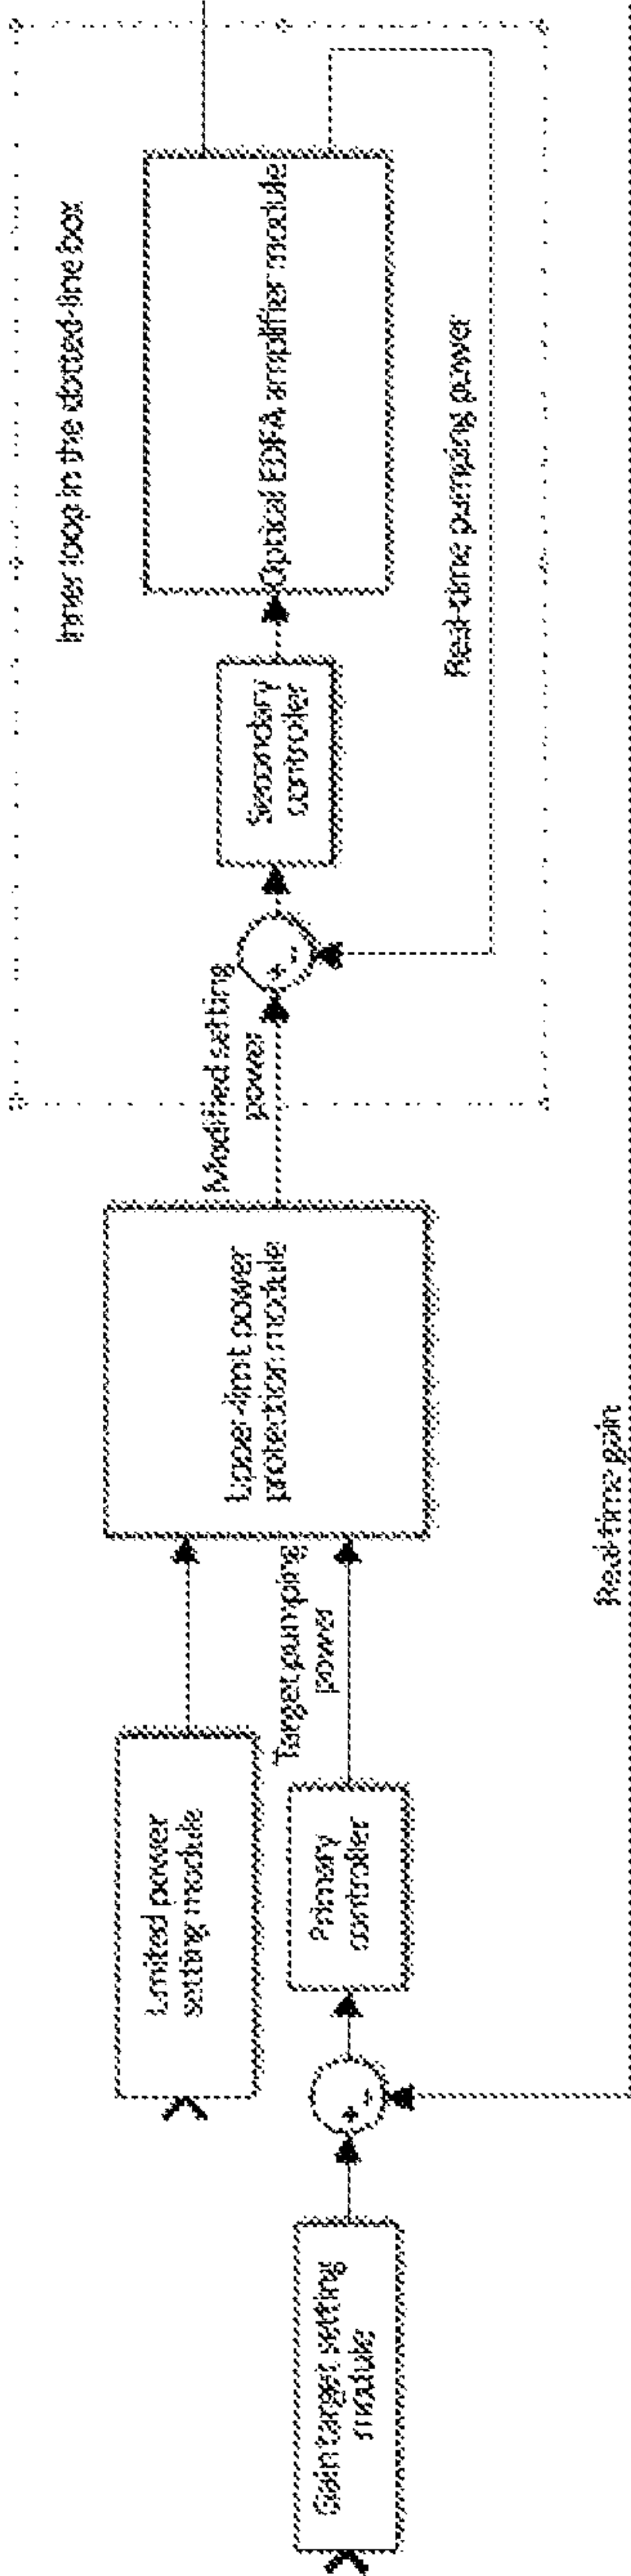 Inner loop in the dotted-line box
Optical EDFA amplifier module
Real-time pumping power
Secondary
controller
+
-
Modified setting
power
Upper-limit power
protection module
Target pumping
power
Limited power
setting module
Primary
controller
+
-
Gain target setting
module
Real-time gain